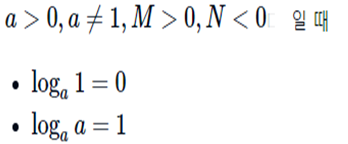 a > 0, a ≠ 1, M > 0, N < 0 일 때
• logₐ 1 = 0
• logₐ a = 1